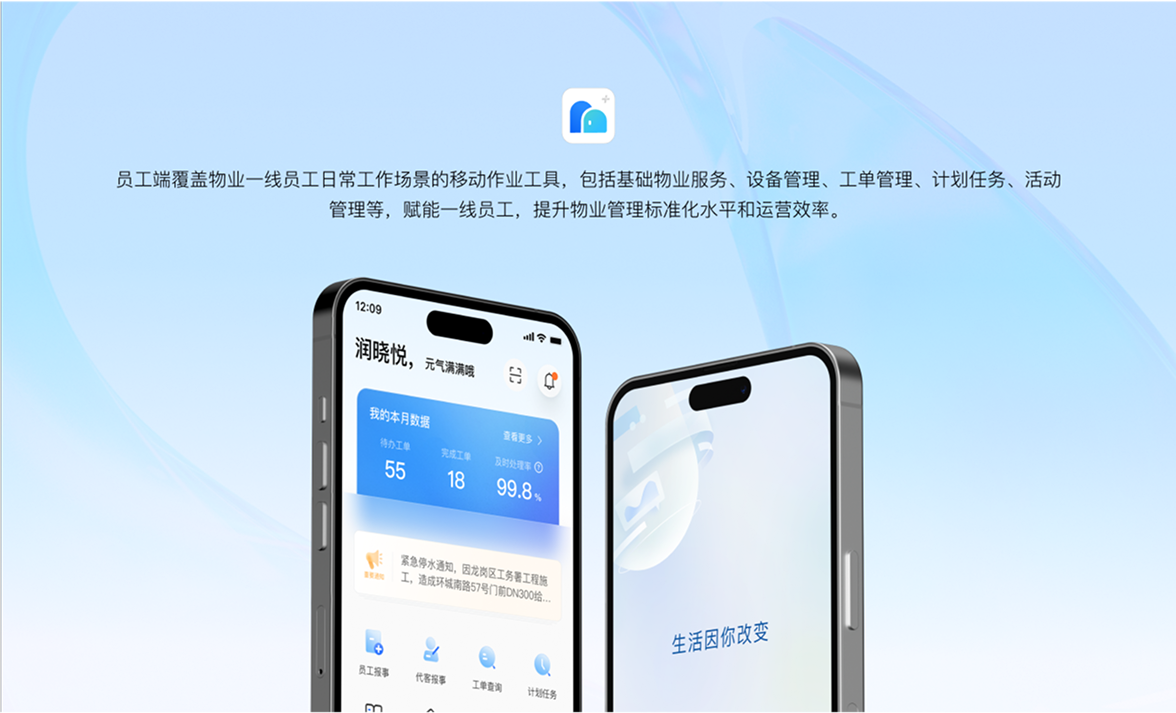 员工端覆盖物业一线员工日常工作场景的移动作业工具，包括基础物业服务、设备管理、工单管理、计划任务、活动
管理等，赋能一线员工，提升物业管理标准化水平和运营效率。
12:09
润晓悦，元气满满哦
我的本月数据
查看更多
待办工单 完成工单 及时处理率
55 18 99.8%
紧急停水通知，因龙岗区工务署工程施
工，造成环城南路57号门前DN300给...
员工报事 代客报事 工单查询 计划任务
生活因你改变